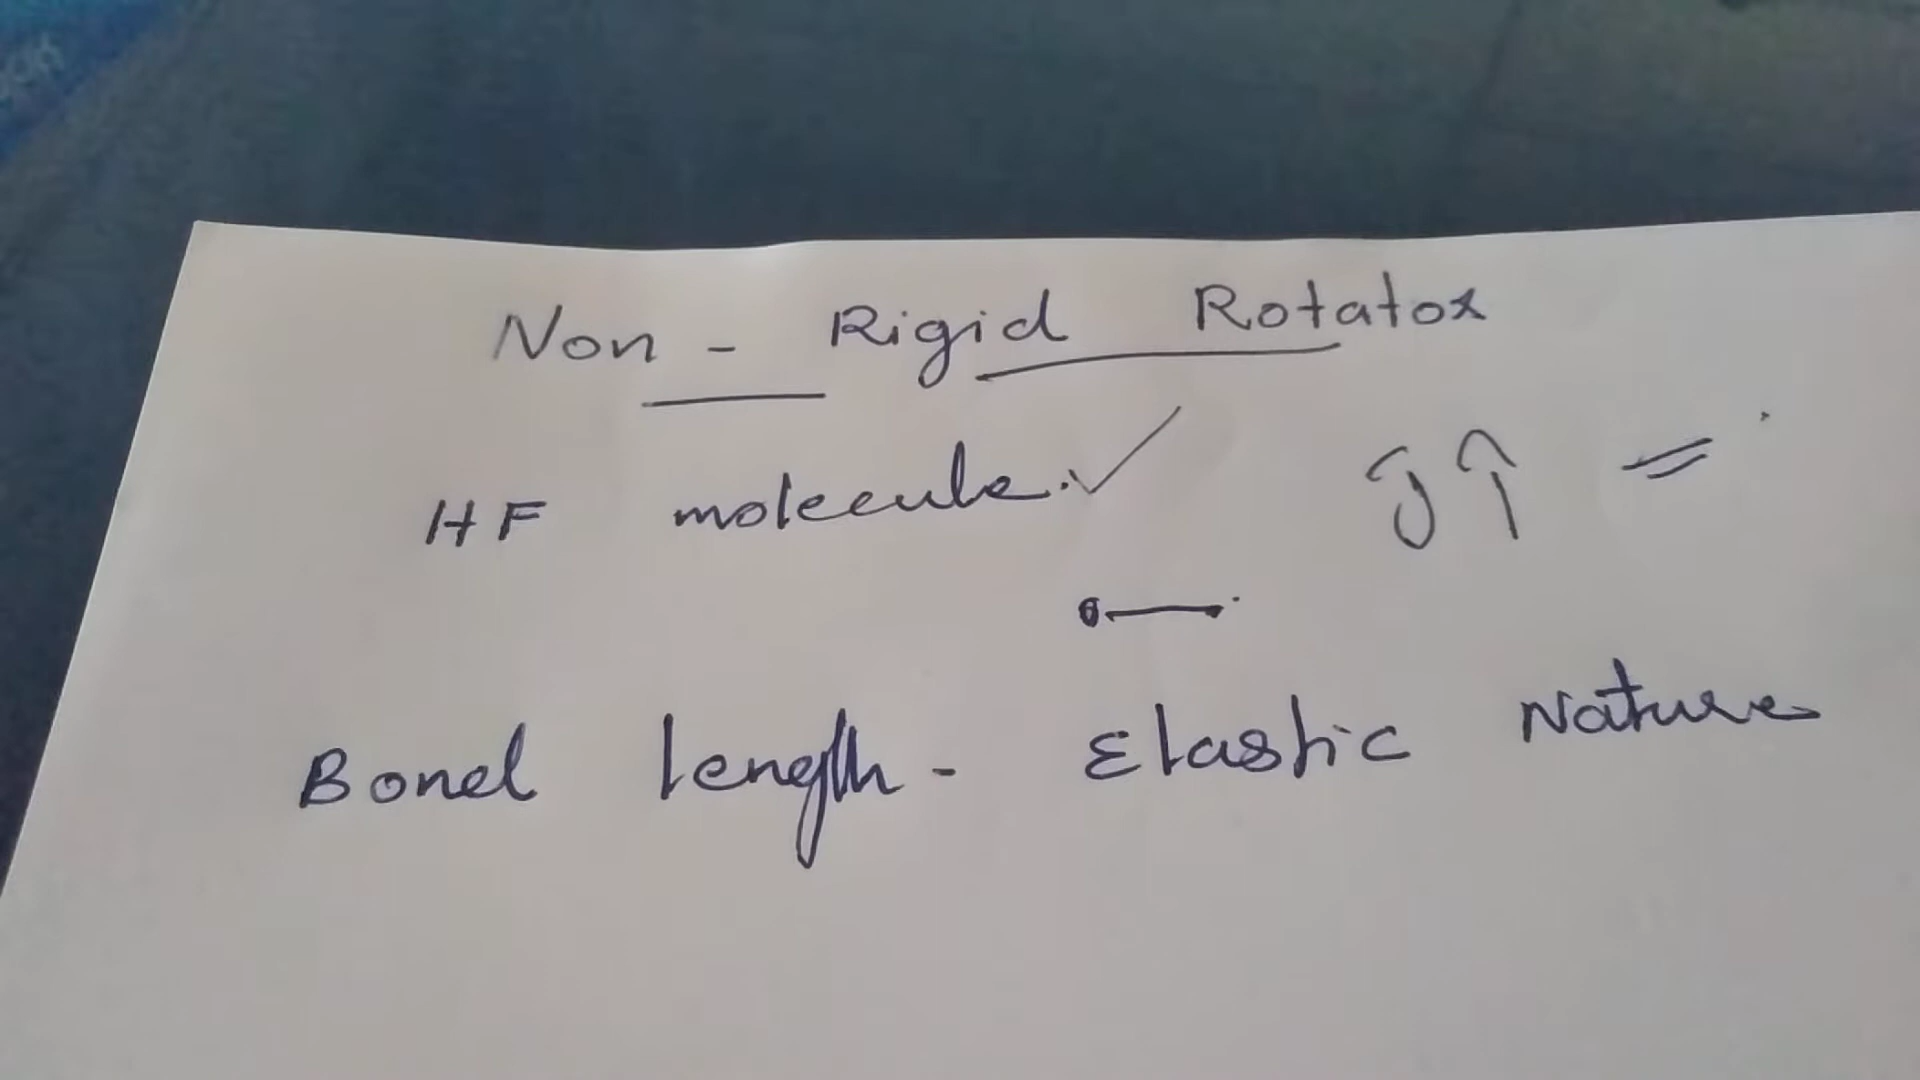 Non - Rigid Rotator
HF molecule. ✓ J↑ =
Bond length - Elastic Nature